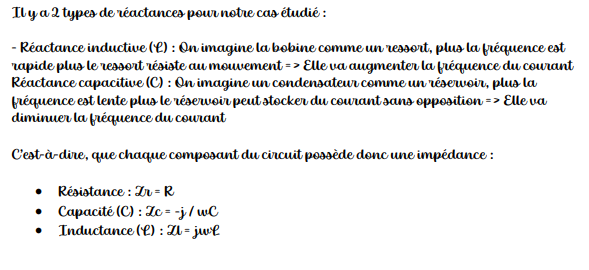 Il y a 2 types de réactances pour notre cas étudié :
- Réactance inductive (L) : On imagine la bobine comme un ressort, plus la fréquence est
rapide plus le ressort résiste au mouvement = > Elle va augmenter la fréquence du courant
Réactance capacitive (C) : On imagine un condensateur comme un réservoir, plus la
fréquence est lente plus le réservoir peut stocker du courant sans opposition = > Elle va
diminuer la fréquence du courant
C'est-à-dire, que chaque composant du circuit possède donc une impédance :
• Résistance : Zr = R
• Capacité (C) : Zc = -j / wC
• Inductance (L) : Zl = jwL